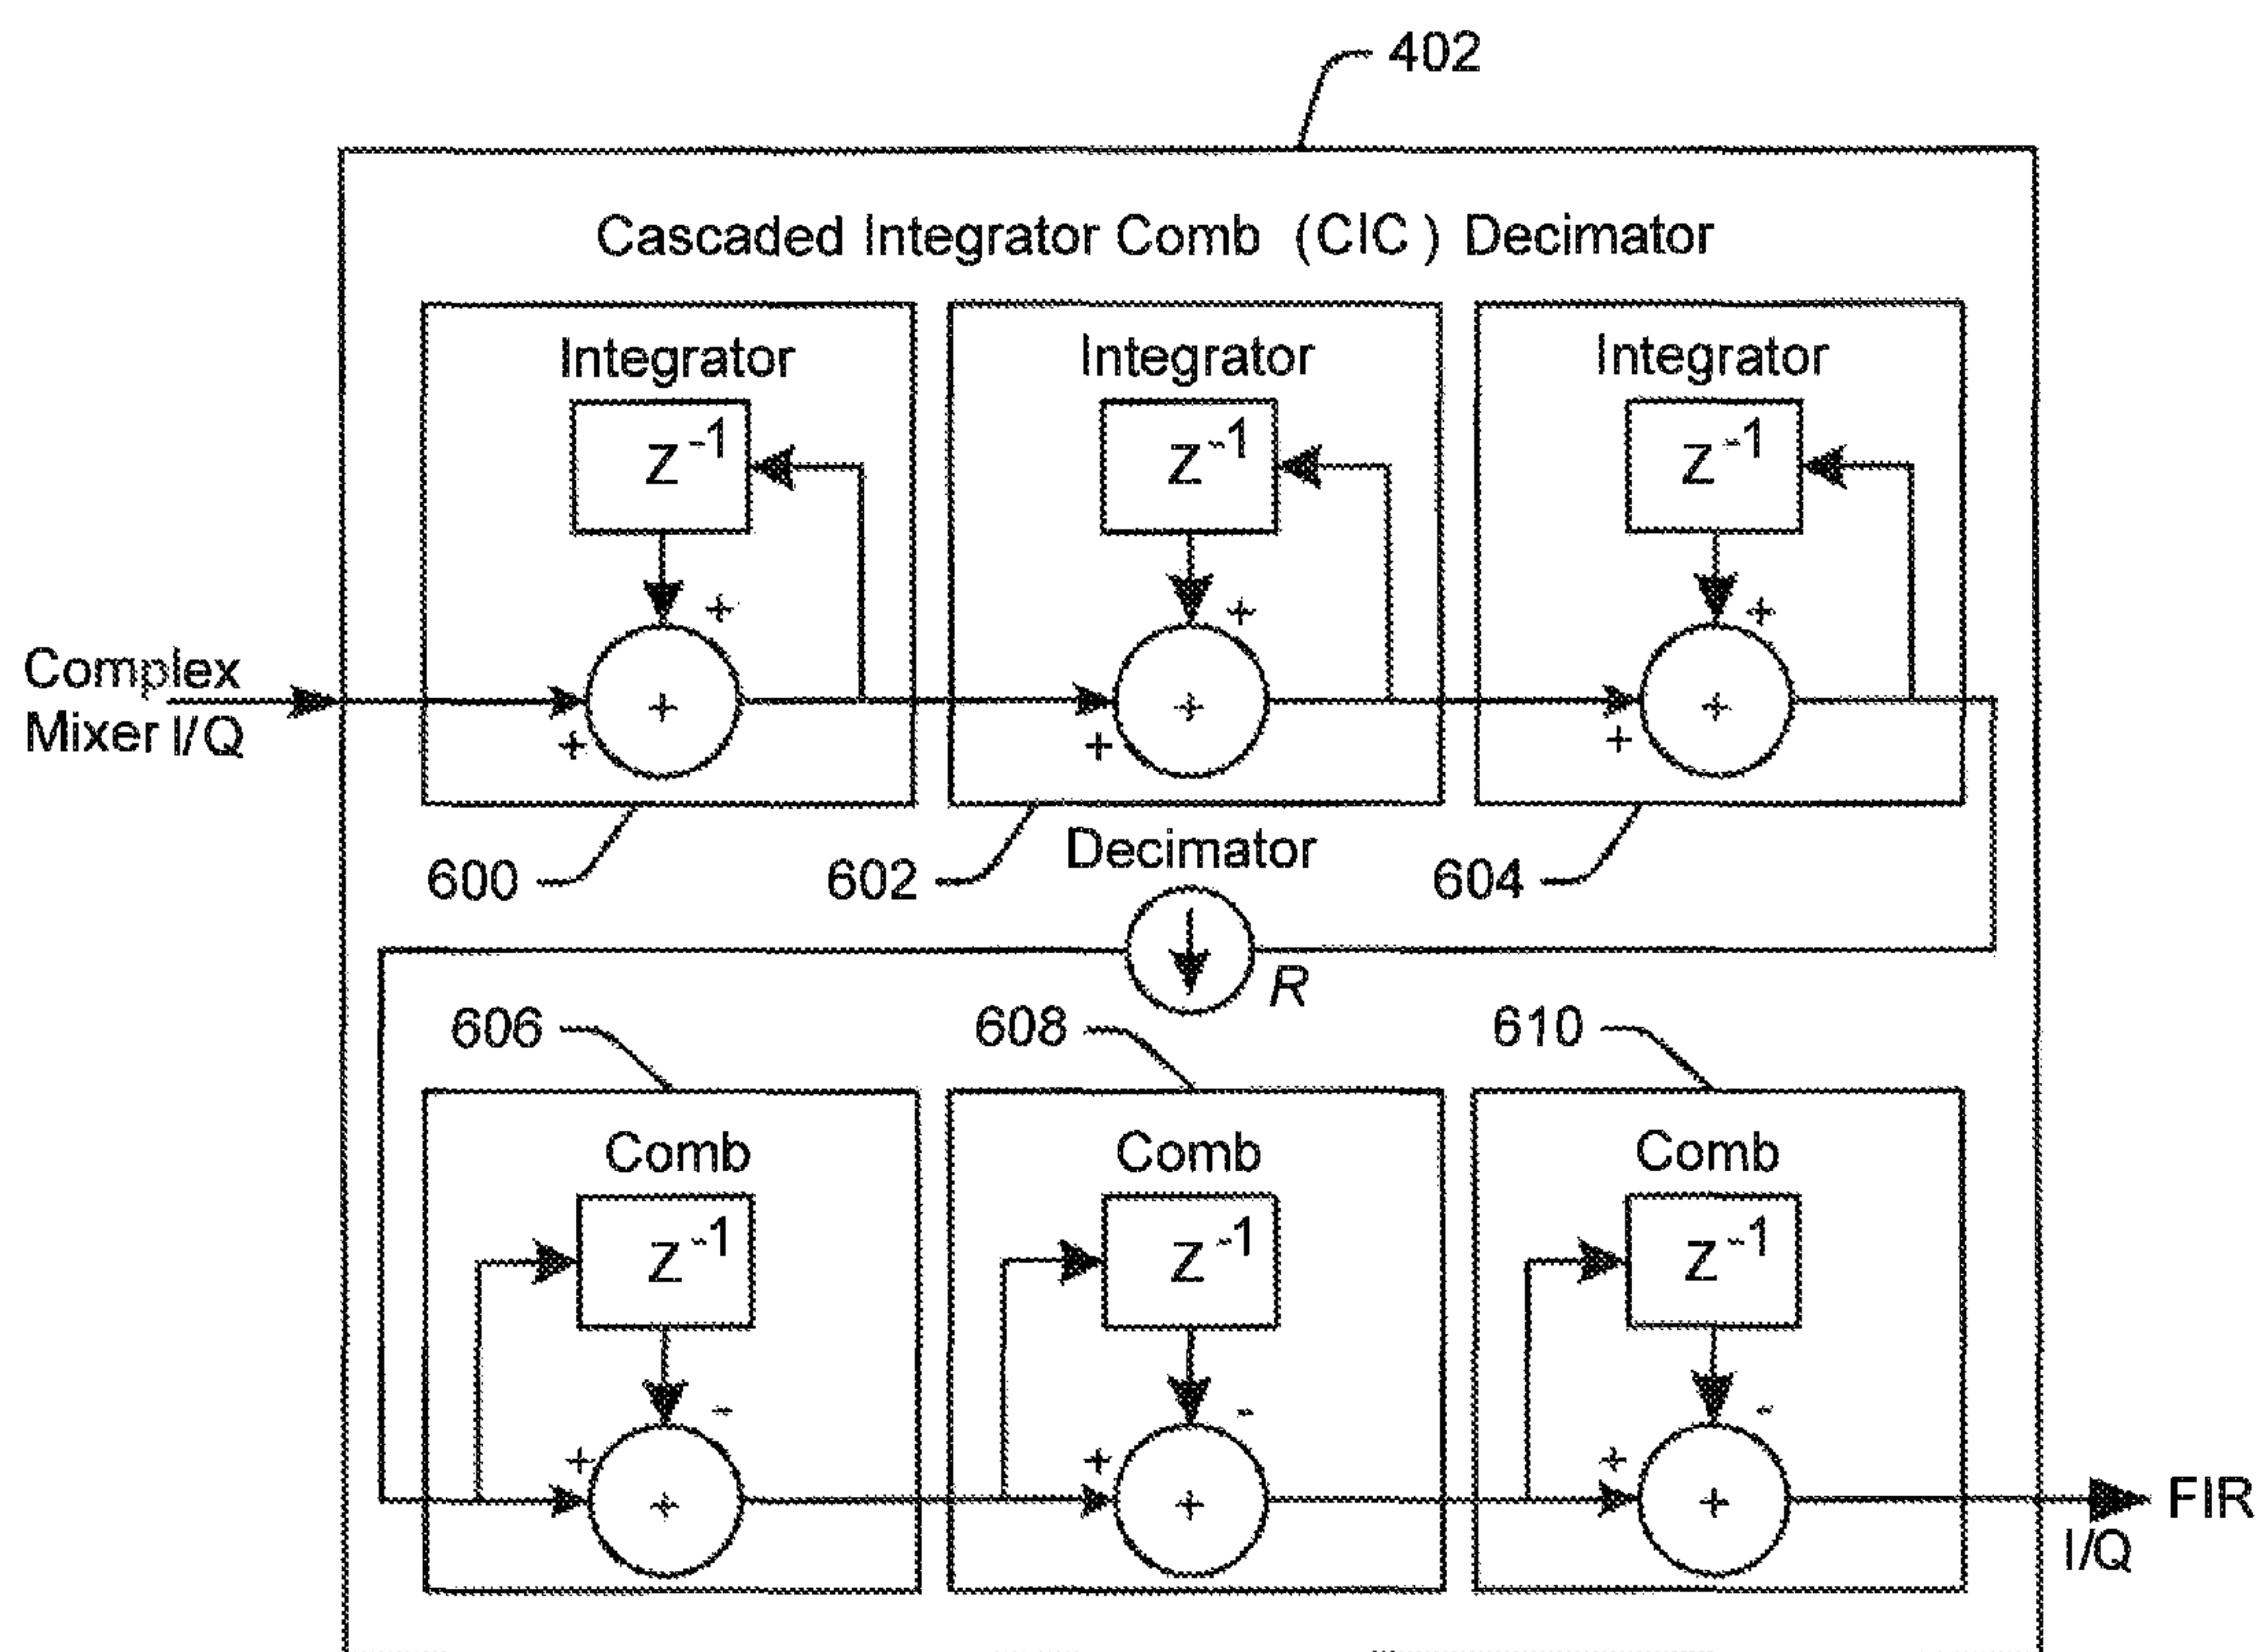 402
Cascaded Integrator Comb (CIC) Decimator
Integrator
Integrator
Integrator
Z⁻¹
Z⁻¹
Z⁻¹
+
+
+
Complex
Mixer I/Q
+
+
+
+
+
+
600
602
Decimator
604
R
606
608
610
Comb
Comb
Comb
Z⁻¹
Z⁻¹
Z⁻¹
-
-
-
+
+
+
+
+
+
FIR
I/Q